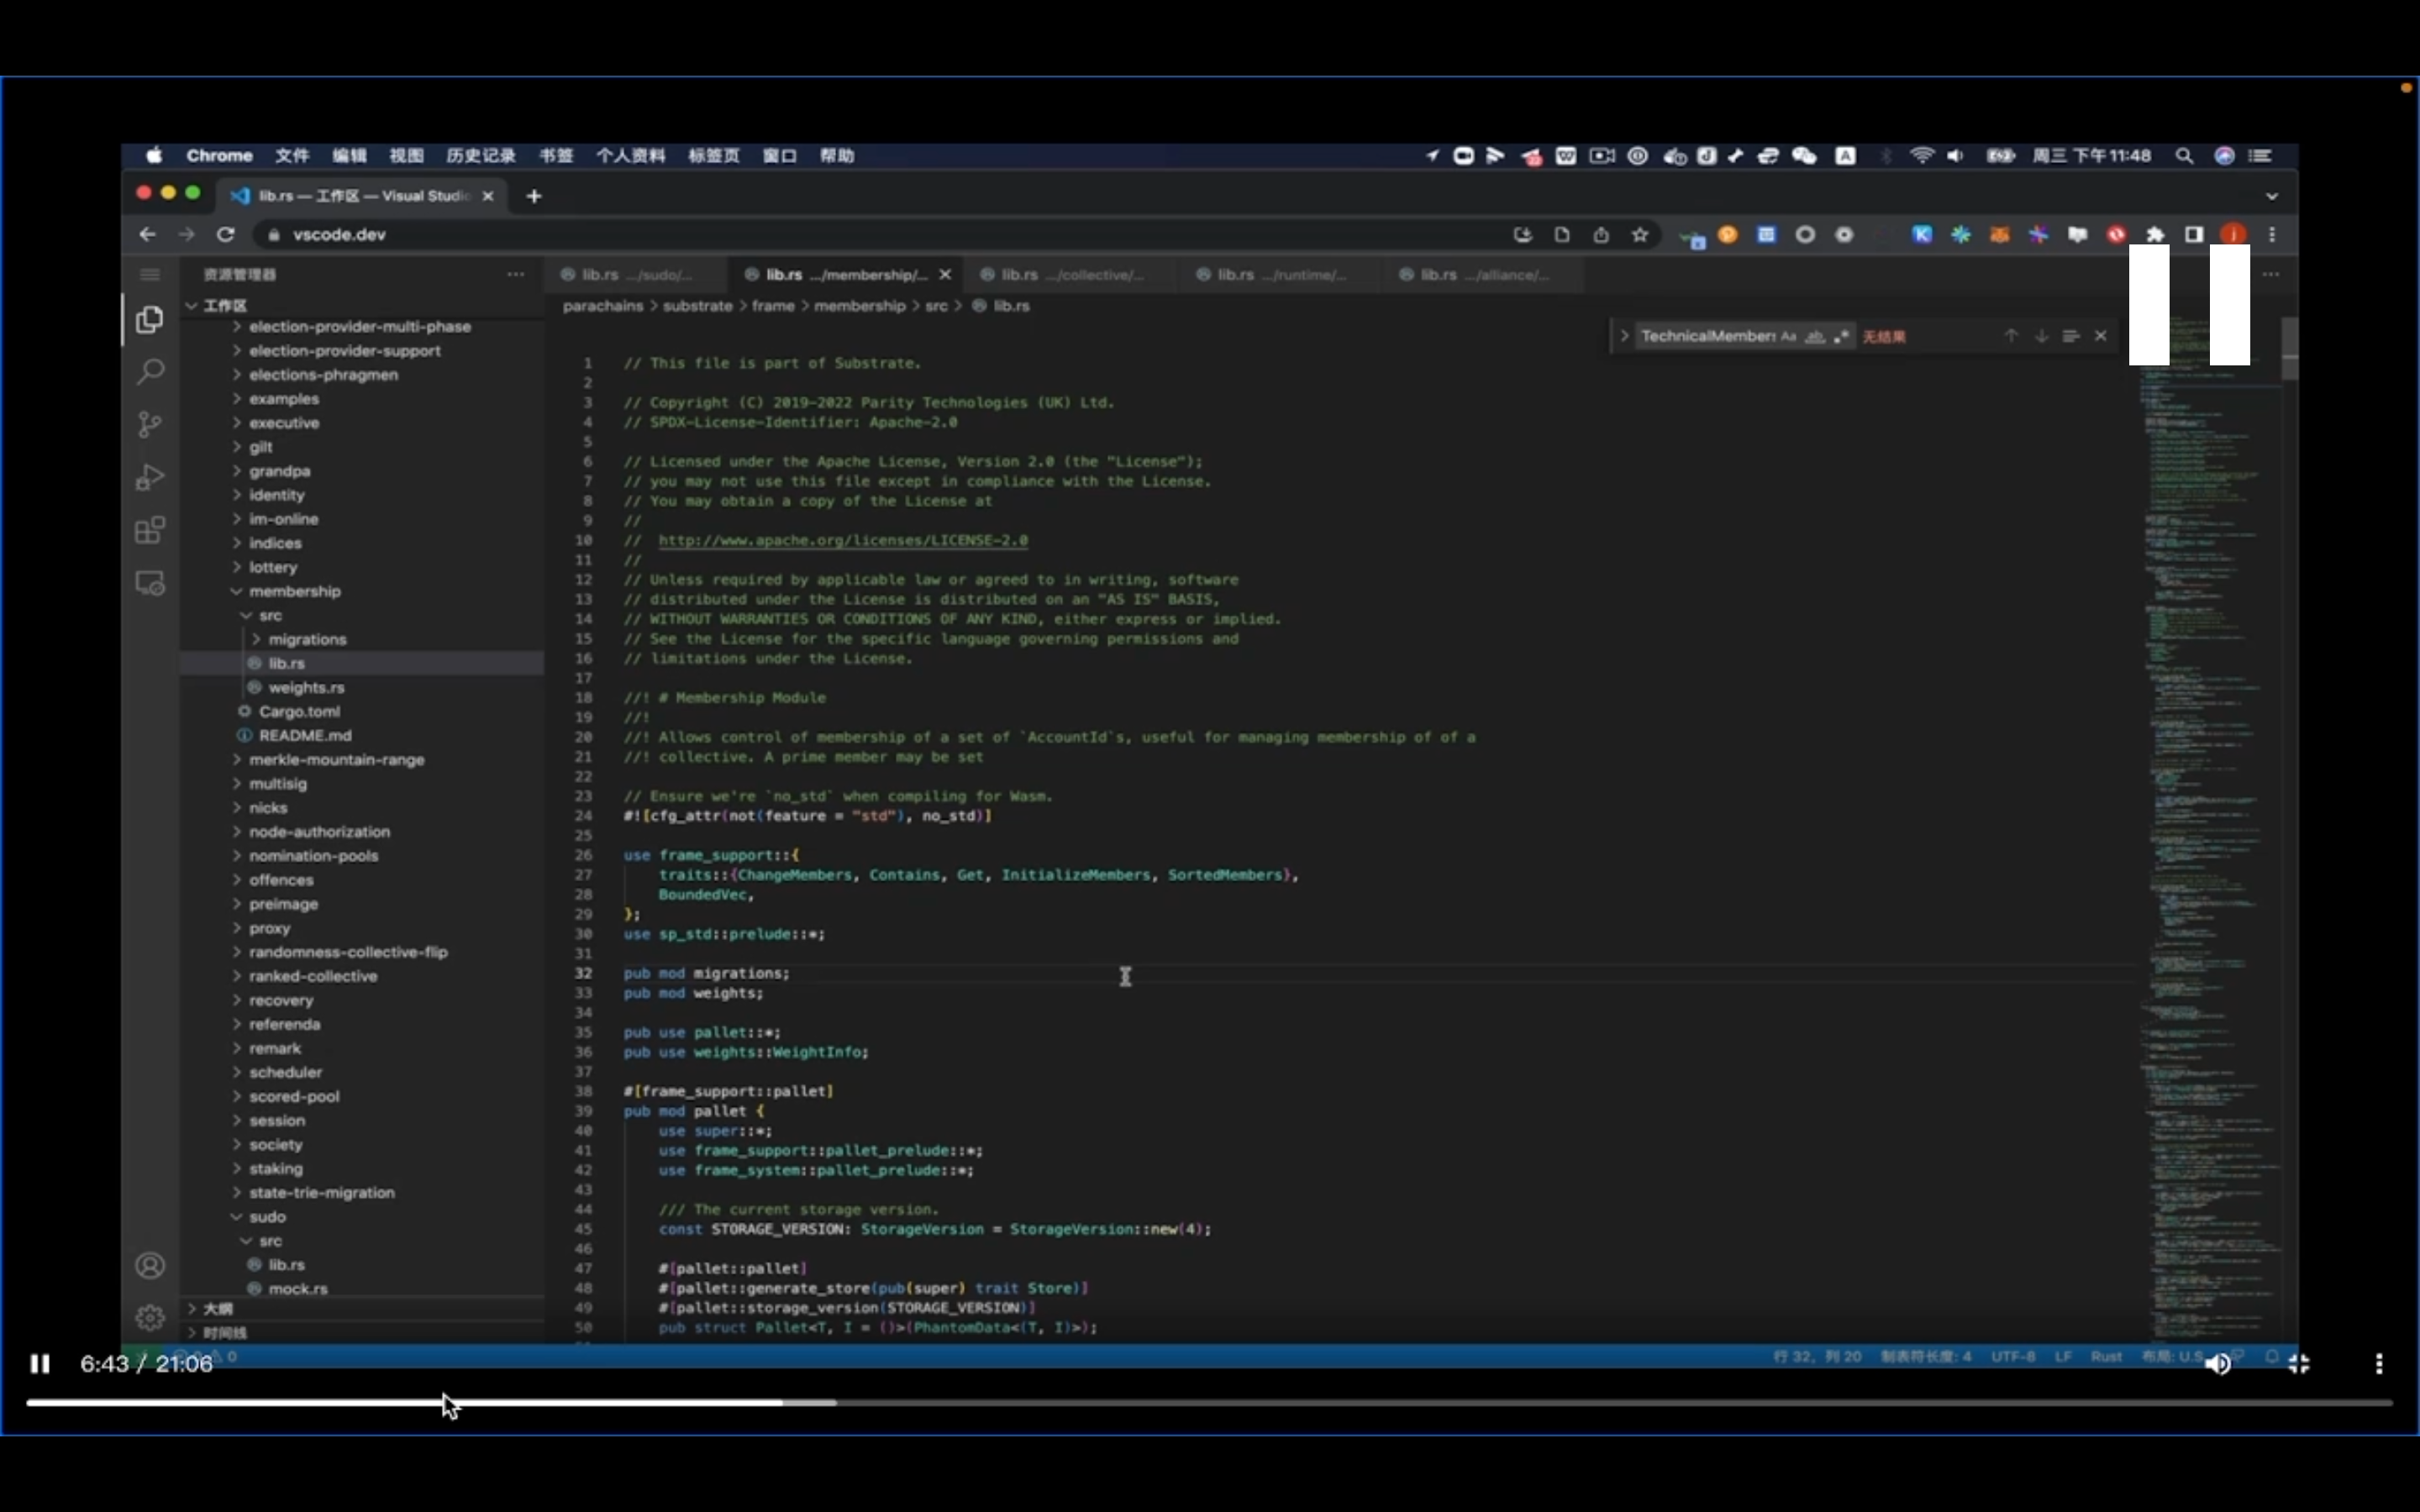 Chrome 文件 编辑 视图 历史记录 书签 个人资料 标签页 窗口 帮助 周三 下午11:48
lib.rs — 工作区 — Visual Studio
vscode.dev
资源管理器
lib.rs .../sudo/... lib.rs .../membership/... lib.rs .../collective/... lib.rs .../runtime/... lib.rs .../alliance/...
工作区
parachains > substrate > frame > membership > src > lib.rs
TechnicalMember: Aa ab 无结果
election-provider-multi-phase
election-provider-support
elections-phragmen
examples
executive
gilt
grandpa
identity
im-online
indices
lottery
membership
src
migrations
lib.rs
weights.rs
Cargo.toml
README.md
merkle-mountain-range
multisig
nicks
node-authorization
nomination-pools
offences
preimage
proxy
randomness-collective-flip
ranked-collective
recovery
referenda
remark
scheduler
scored-pool
session
society
staking
state-trie-migration
sudo
src
lib.rs
mock.rs
大纲
时间线
1 // This file is part of Substrate.
2
3 // Copyright (C) 2019-2022 Parity Technologies (UK) Ltd.
4 // SPDX-License-Identifier: Apache-2.0
5
6 // Licensed under the Apache License, Version 2.0 (the "License");
7 // you may not use this file except in compliance with the License.
8 // You may obtain a copy of the License at
9 //
10 // http://www.apache.org/licenses/LICENSE-2.0
11 //
12 // Unless required by applicable law or agreed to in writing, software
13 // distributed under the License is distributed on an "AS IS" BASIS,
14 // WITHOUT WARRANTIES OR CONDITIONS OF ANY KIND, either express or implied.
15 // See the License for the specific language governing permissions and
16 // limitations under the License.
17
18 //! # Membership Module
19 //!
20 //! Allows control of membership of a set of `AccountId`s, useful for managing membership of of a
21 //! collective. A prime member may be set
22
23 // Ensure we're `no_std` when compiling for Wasm.
24 #![cfg_attr(not(feature = "std"), no_std)]
25
26 use frame_support::{
27 traits::{ChangeMembers, Contains, Get, InitializeMembers, SortedMembers},
28 BoundedVec,
29 };
30 use sp_std::prelude::*;
31
32 pub mod migrations;
33 pub mod weights;
34
35 pub use pallet::*;
36 pub use weights::WeightInfo;
37
38 #[frame_support::pallet]
39 pub mod pallet {
40 use super::*;
41 use frame_support::pallet_prelude::*;
42 use frame_system::pallet_prelude::*;
43
44 /// The current storage version.
45 const STORAGE_VERSION: StorageVersion = StorageVersion::new(4);
46
47 #[pallet::pallet]
48 #[pallet::generate_store(pub(super) trait Store)]
49 #[pallet::storage_version(STORAGE_VERSION)]
50 pub struct Pallet<T, I = ()>(PhantomData<(T, I)>);
6:43 / 21:06
行 32, 列 20 制表符长度: 4 UTF-8 LF Rust 布局: U.S.